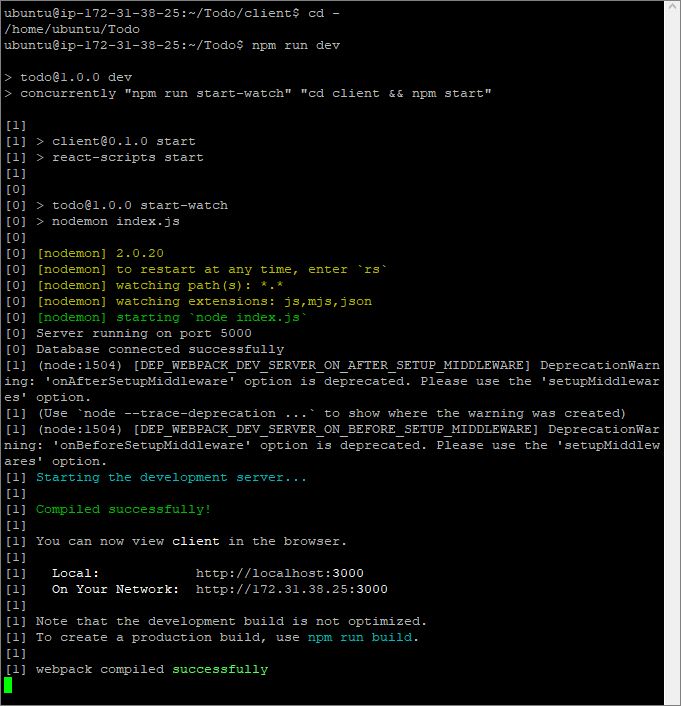 ubuntu@ip-172-31-38-25:~/Todo/client$ cd -
/home/ubuntu/Todo
ubuntu@ip-172-31-38-25:~/Todo$ npm run dev
> todo@1.0.0 dev
> concurrently "npm run start-watch" "cd client && npm start"
[1]
[1] > client@0.1.0 start
[1] > react-scripts start
[1]
[0]
[0] > todo@1.0.0 start-watch
[0] > nodemon index.js
[0]
[0] [nodemon] 2.0.20
[0] [nodemon] to restart at any time, enter `rs`
[0] [nodemon] watching path(s): *.*
[0] [nodemon] watching extensions: js,mjs,json
[0] [nodemon] starting `node index.js`
[0] Server running on port 5000
[0] Database connected successfully
[1] (node:1504) [DEP_WEBPACK_DEV_SERVER_ON_AFTER_SETUP_MIDDLEWARE] DeprecationWarn
ing: 'onAfterSetupMiddleware' option is deprecated. Please use the 'setupMiddlewar
es' option.
[1] (Use `node --trace-deprecation ...` to show where the warning was created)
[1] (node:1504) [DEP_WEBPACK_DEV_SERVER_ON_BEFORE_SETUP_MIDDLEWARE] DeprecationWar
ning: 'onBeforeSetupMiddleware' option is deprecated. Please use the 'setupMiddlew
ares' option.
[1] Starting the development server...
[1]
[1] Compiled successfully!
[1]
[1] You can now view client in the browser.
[1]
[1]   Local:            http://localhost:3000
[1]   On Your Network:  http://172.31.38.25:3000
[1]
[1] Note that the development build is not optimized.
[1] To create a production build, use npm run build.
[1]
[1] webpack compiled successfully